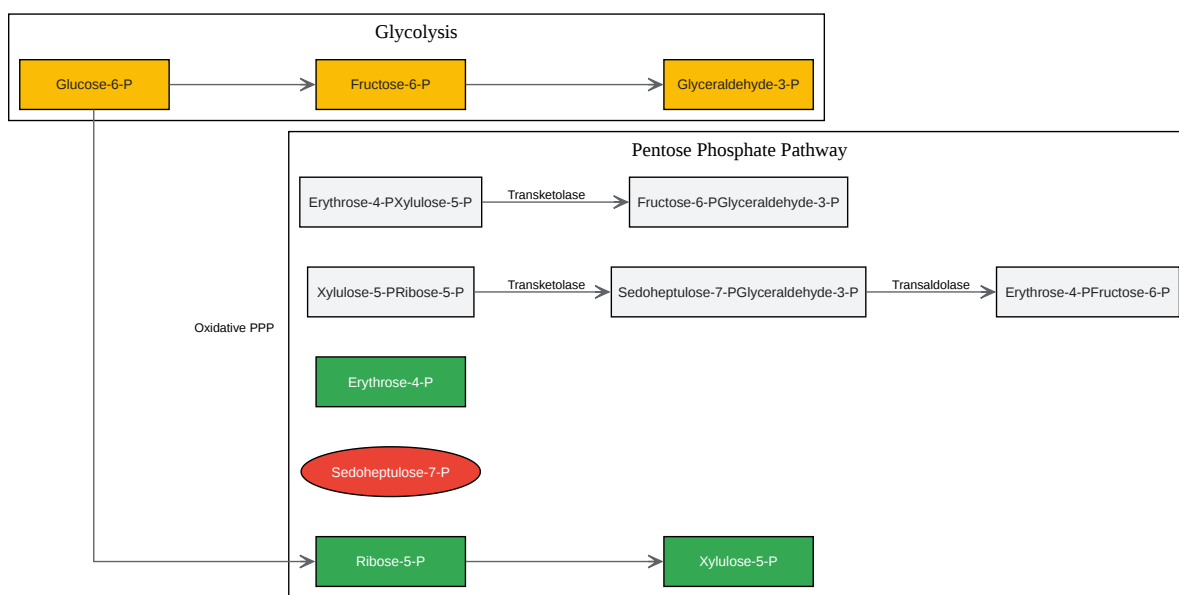 Glycolysis
Glucose-6-P
Fructose-6-P
Glyceraldehyde-3-P
Pentose Phosphate Pathway
Erythrose-4-PXylulose-5-P
Transketolase
Fructose-6-PGlyceraldehyde-3-P
Xylulose-5-PRibose-5-P
Transketolase
Sedoheptulose-7-PGlyceraldehyde-3-P
Transaldolase
Erythrose-4-PFructose-6-P
Oxidative PPP
Erythrose-4-P
Sedoheptulose-7-P
Ribose-5-P
Xylulose-5-P